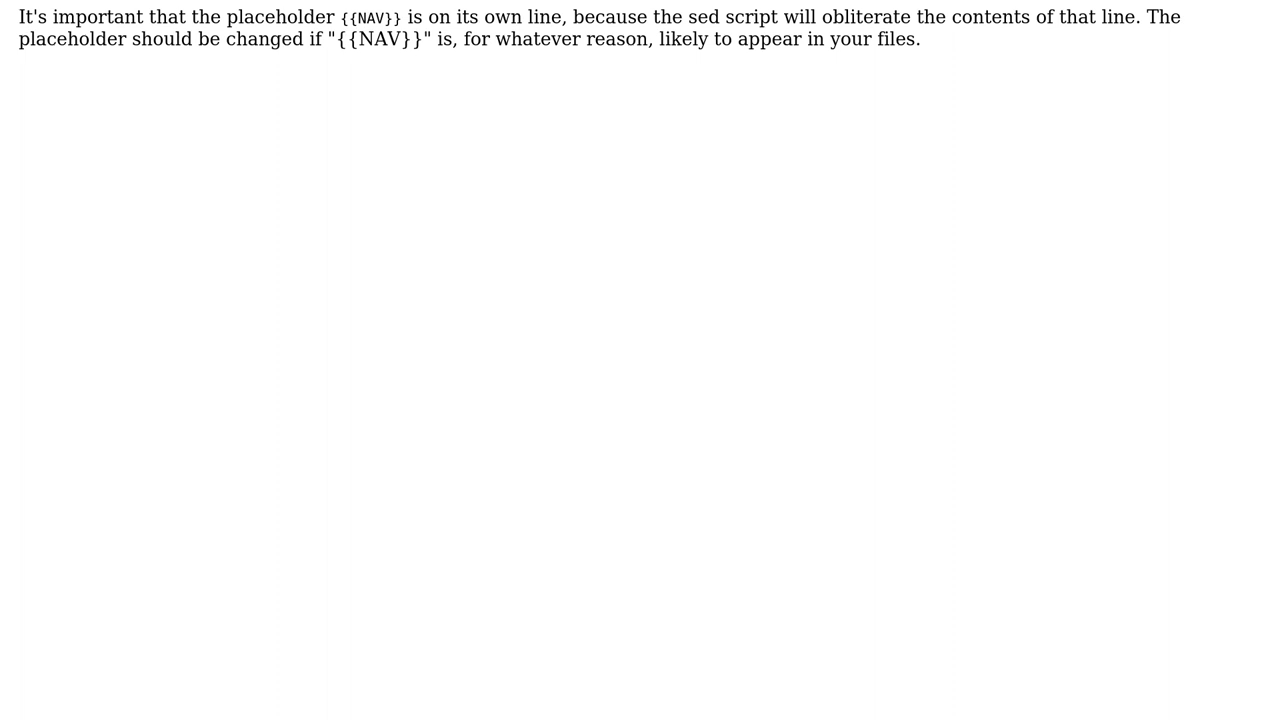 It's important that the placeholder {{NAV}} is on its own line, because the sed script will obliterate the contents of that line. The
placeholder should be changed if "{{NAV}}" is, for whatever reason, likely to appear in your files.